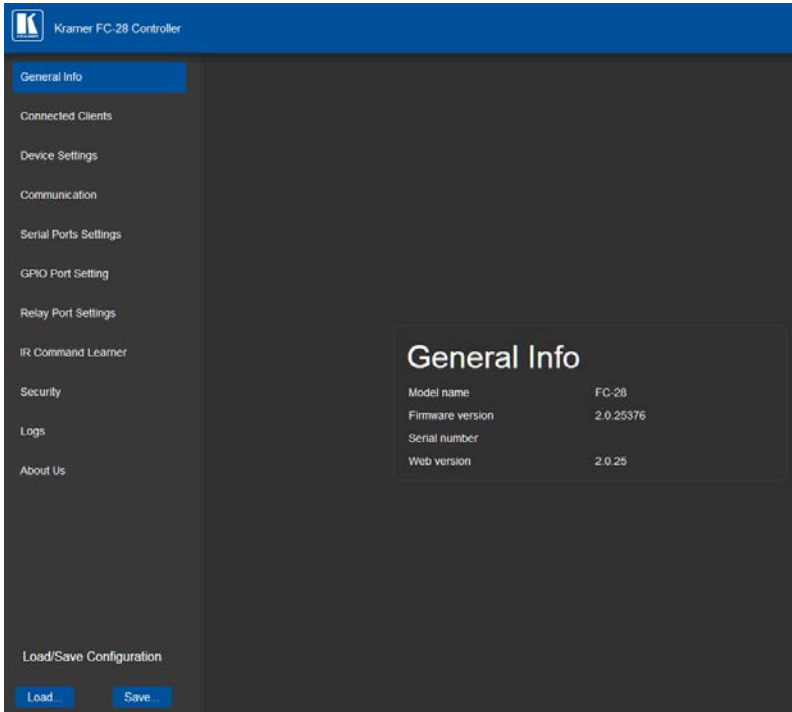 Kramer FC-28 Controller
General Info
Connected Clients
Device Settings
Communication
Serial Ports Settings
GPIO Port Setting
Relay Port Settings
IR Command Learner
Security
Logs
About Us
Load/Save Configuration
Load... Save...
General Info
Model name FC-28
Firmware version 2.0.25376
Serial number
Web version 2.0.25